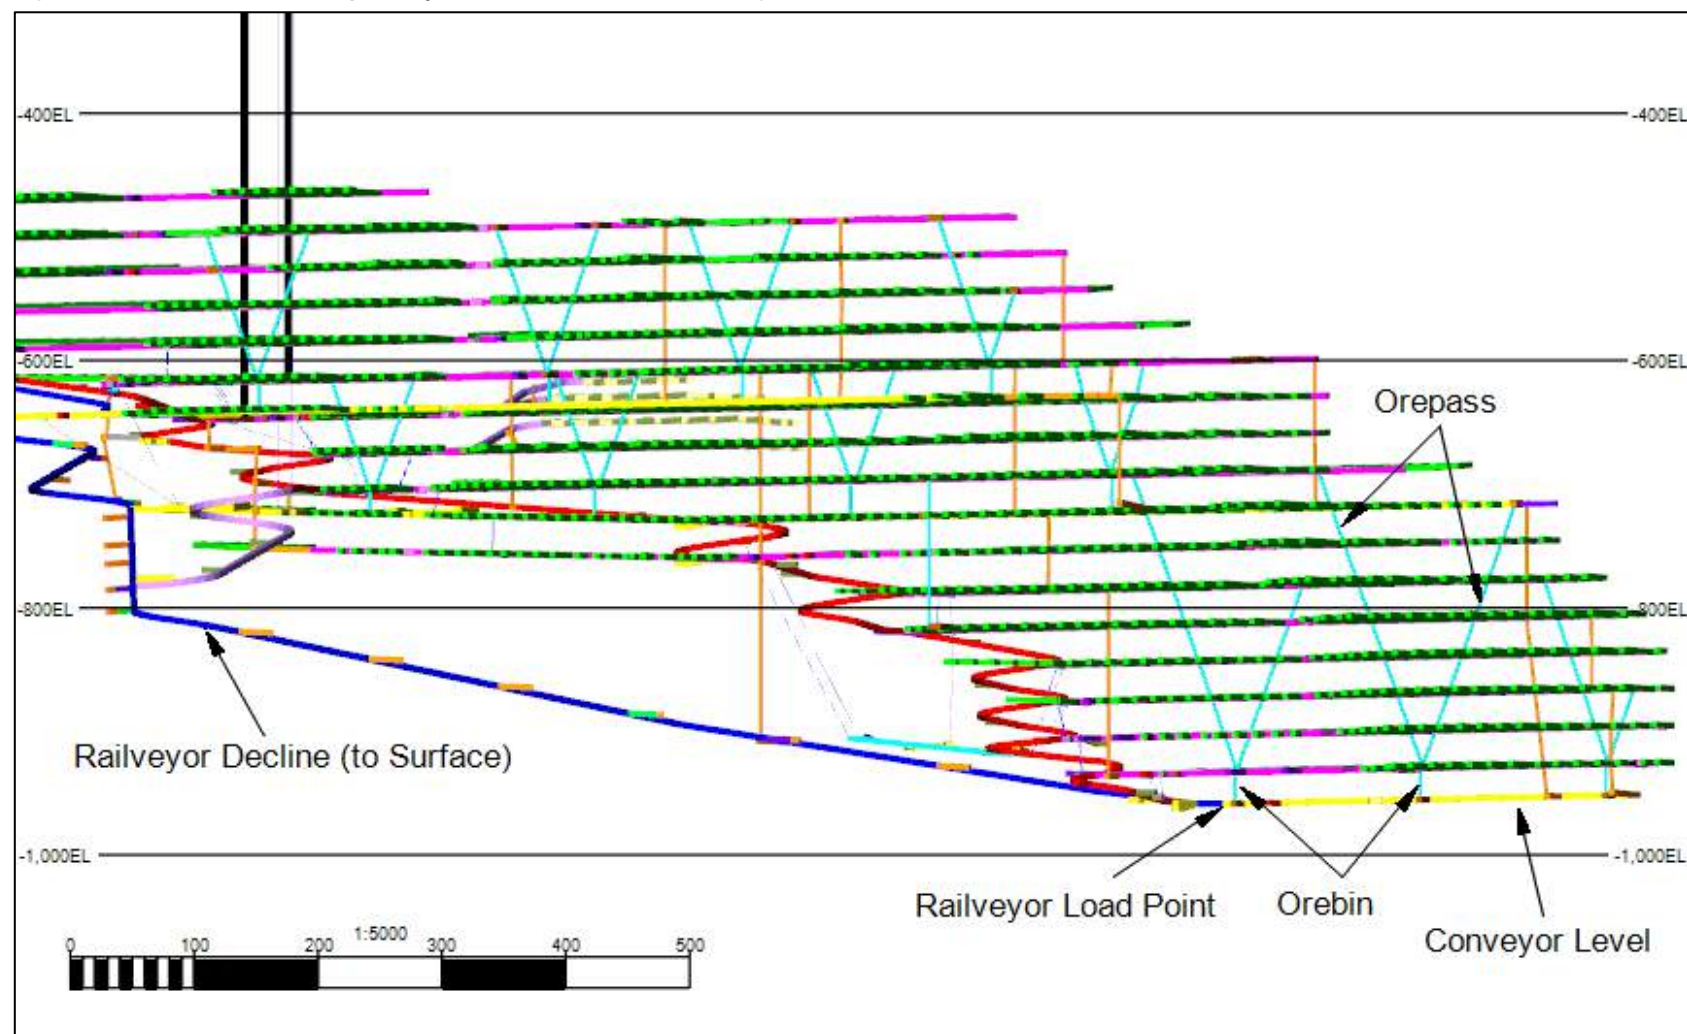 -400EL
-400EL
-600EL
-600EL
Orepass
-800EL
800EL
Railveyor Decline (to Surface)
-1,000EL
-1,000EL
Railveyor Load Point
Orebin
Conveyor Level
1:5000
0 100 200 300 400 500